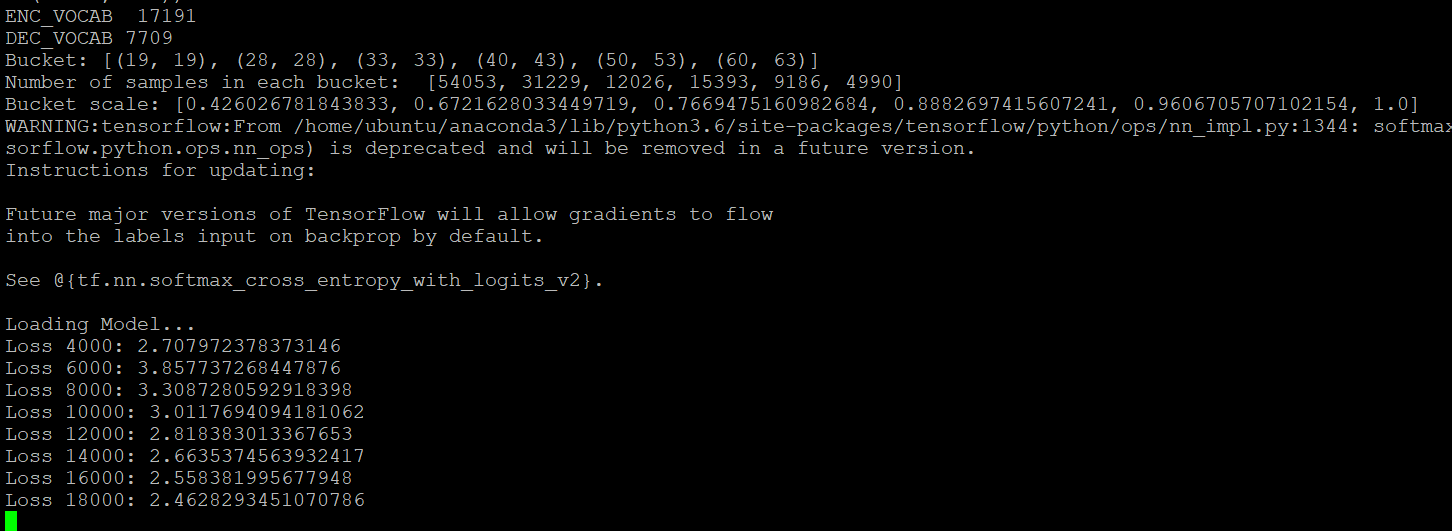 ENC_VOCAB  17191
DEC_VOCAB 7709
Bucket: [(19, 19), (28, 28), (33, 33), (40, 43), (50, 53), (60, 63)]
Number of samples in each bucket:  [54053, 31229, 12026, 15393, 9186, 4990]
Bucket scale: [0.426026781843833, 0.6721628033449719, 0.7669475160982684, 0.8882697415607241, 0.9606705707102154, 1.0]
WARNING:tensorflow:From /home/ubuntu/anaconda3/lib/python3.6/site-packages/tensorflow/python/ops/nn_impl.py:1344: softmax
sorflow.python.ops.nn_ops) is deprecated and will be removed in a future version.
Instructions for updating:
Future major versions of TensorFlow will allow gradients to flow
into the labels input on backprop by default.
See @{tf.nn.softmax_cross_entropy_with_logits_v2}.
Loading Model...
Loss 4000: 2.707972378373146
Loss 6000: 3.857737268447876
Loss 8000: 3.3087280592918398
Loss 10000: 3.0117694094181062
Loss 12000: 2.818383013367653
Loss 14000: 2.6635374563932417
Loss 16000: 2.558381995677948
Loss 18000: 2.4628293451070786